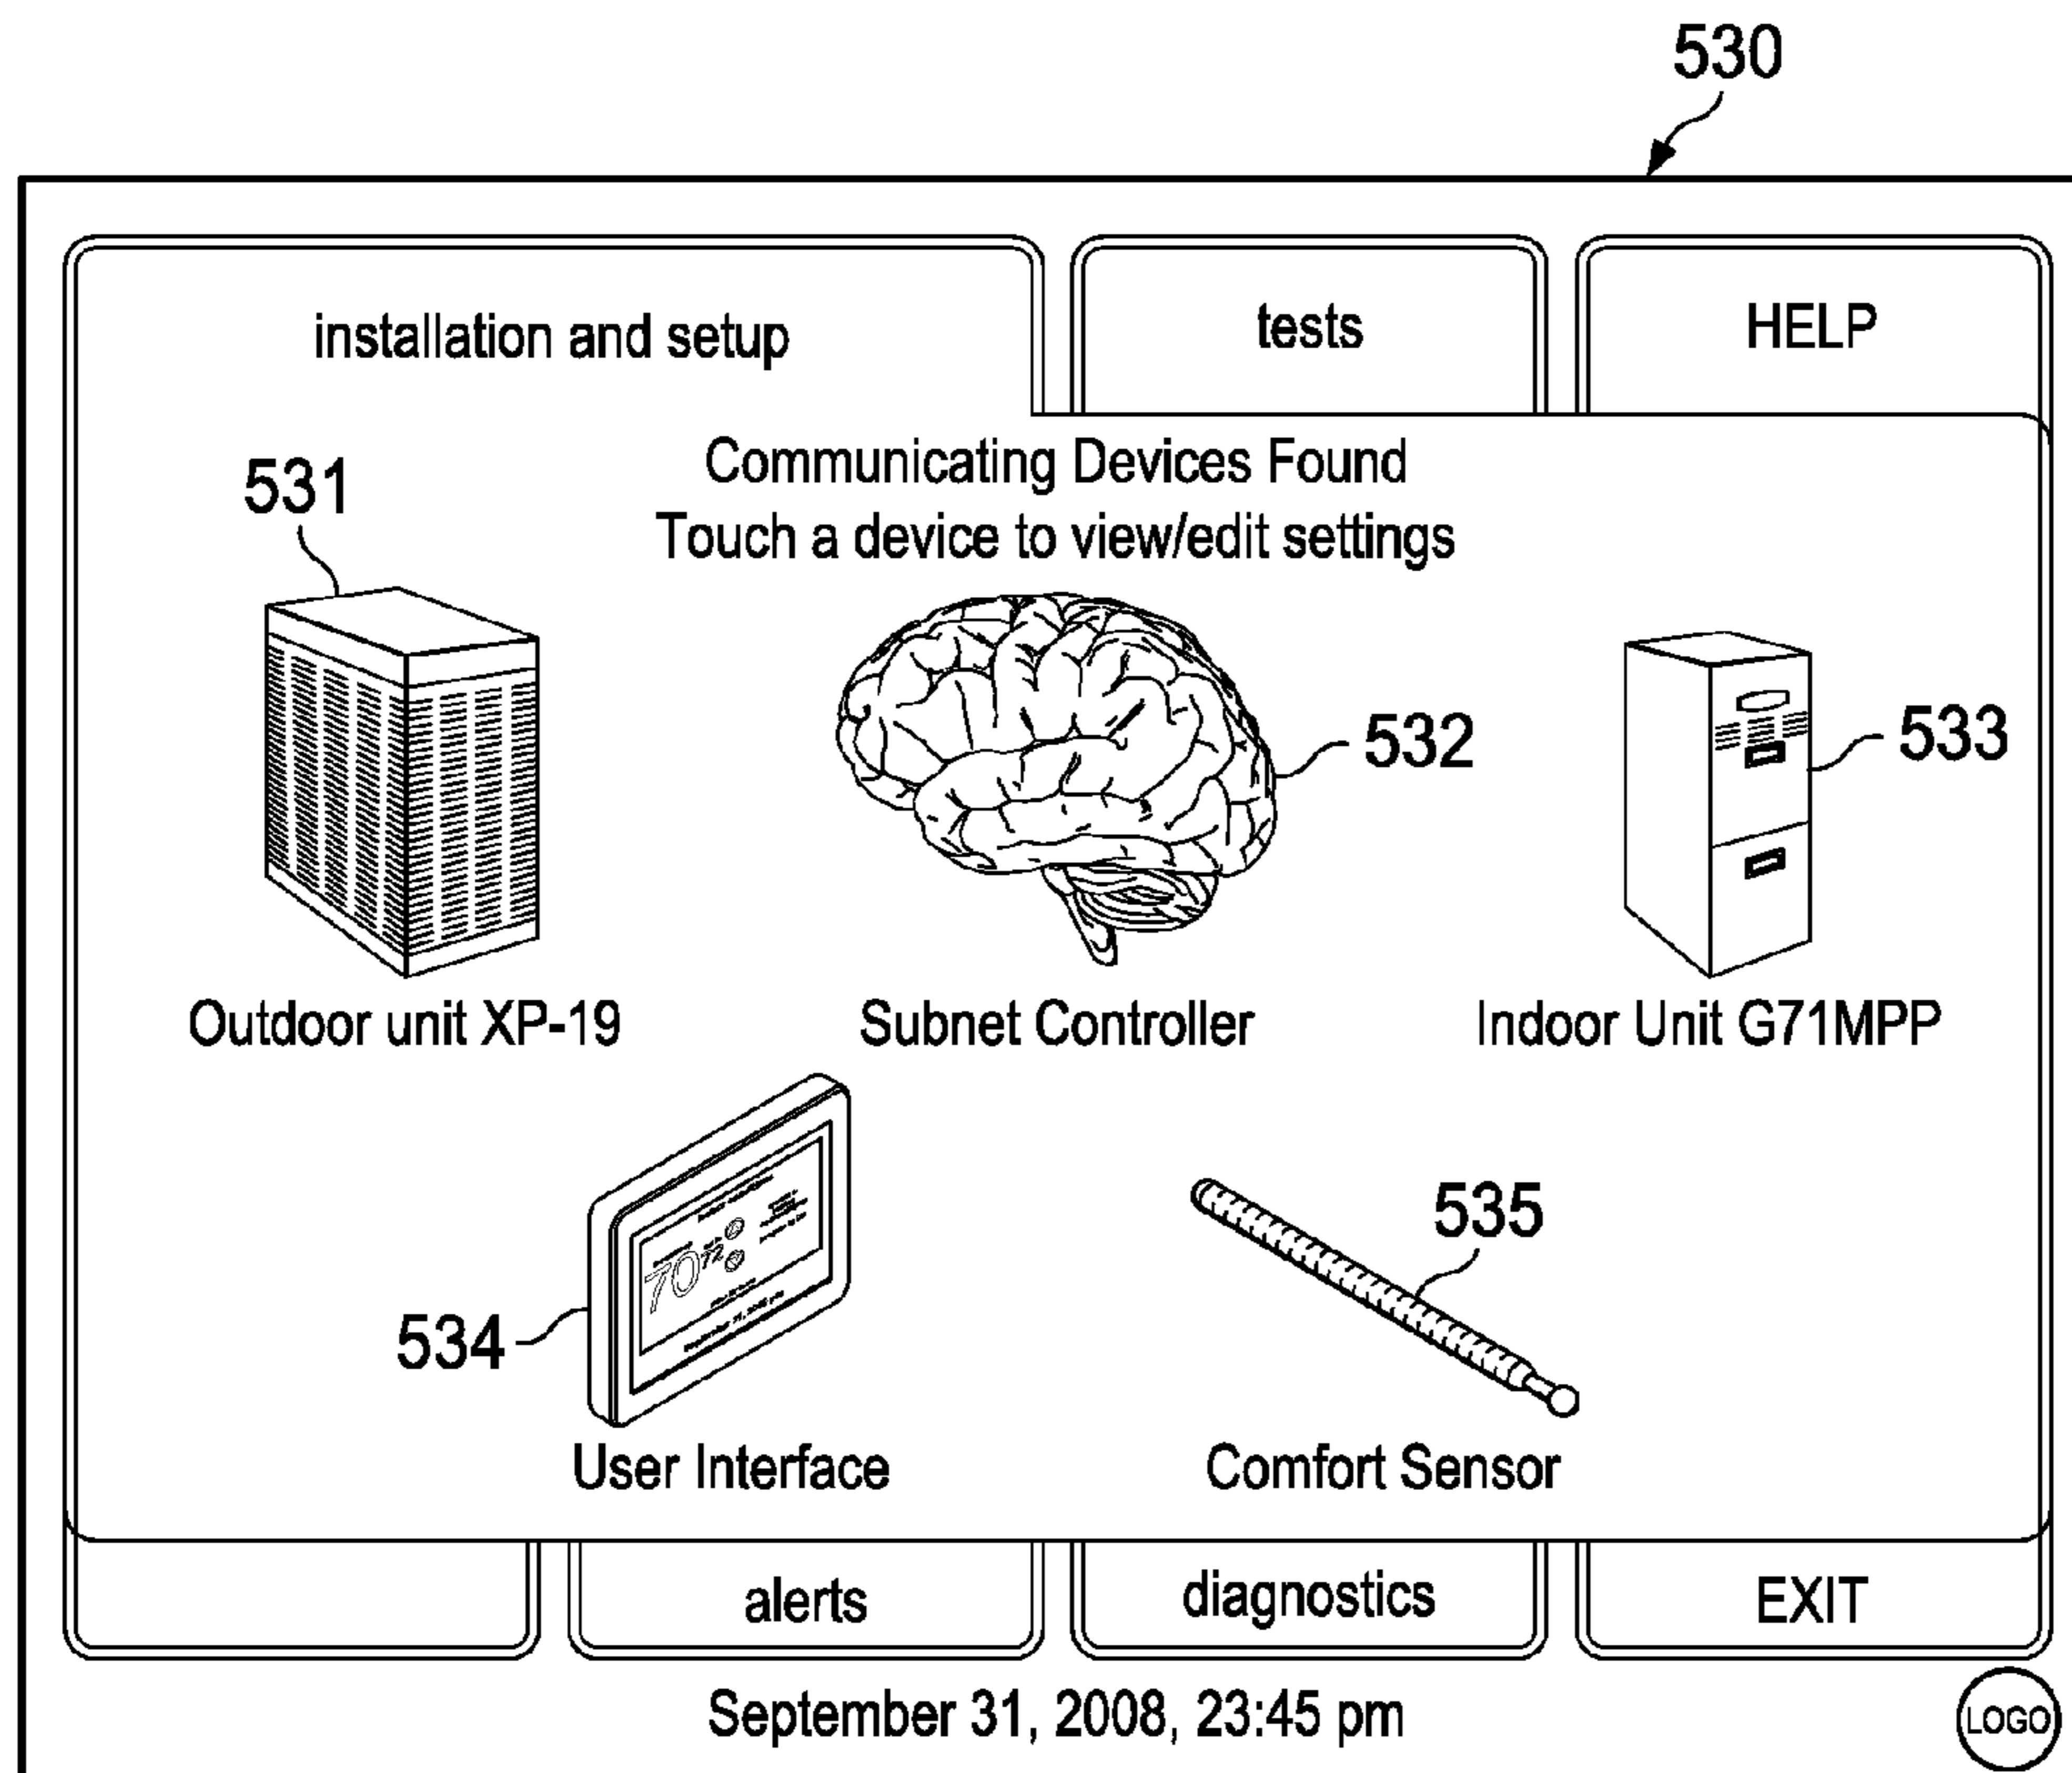 530
installation and setup
tests
HELP
Communicating Devices Found
Touch a device to view/edit settings
531
532
533
Outdoor unit XP-19
Subnet Controller
Indoor Unit G71MPP
70 72
534
535
User Interface
Comfort Sensor
alerts
diagnostics
EXIT
September 31, 2008, 23:45 pm
LOGO